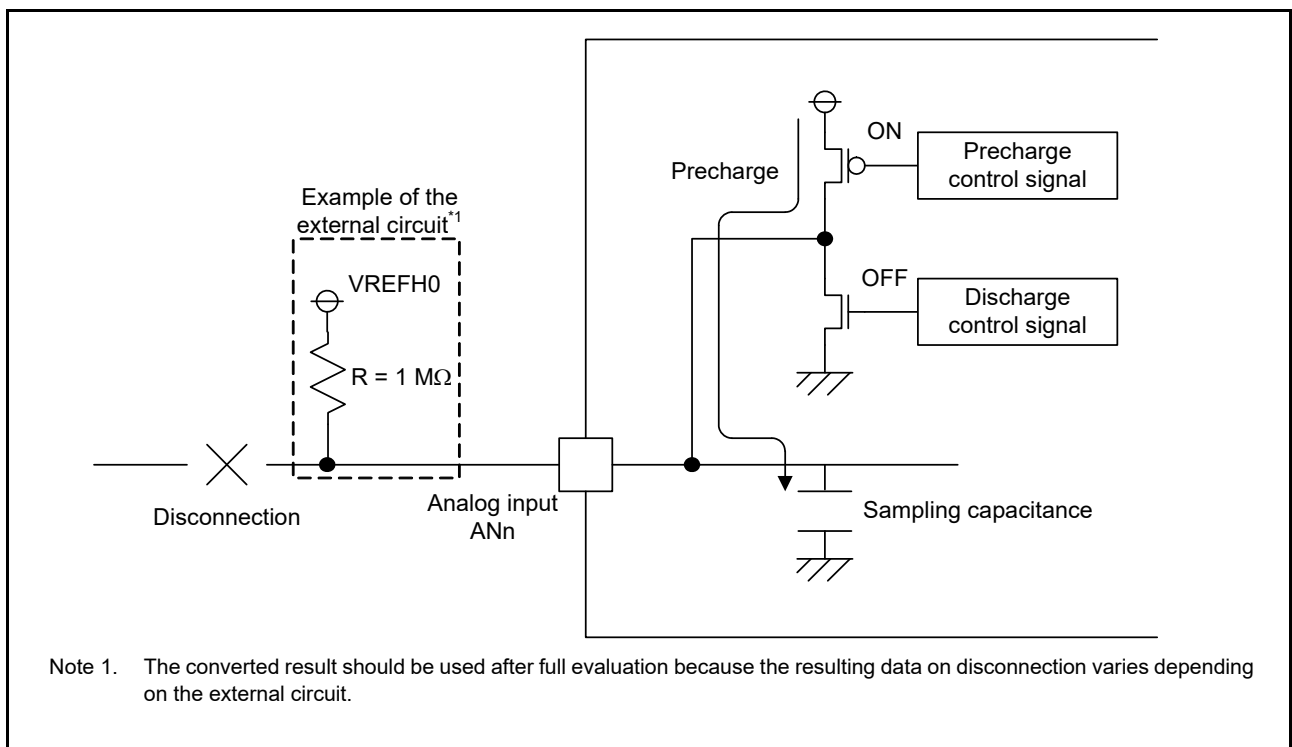 ON
Precharge
control signal
Precharge
Example of the
external circuit*1
VREFH0
OFF
Discharge
control signal
R = 1 MΩ
Disconnection
Analog input
ANn
Sampling capacitance
Note 1. The converted result should be used after full evaluation because the resulting data on disconnection varies depending
on the external circuit.